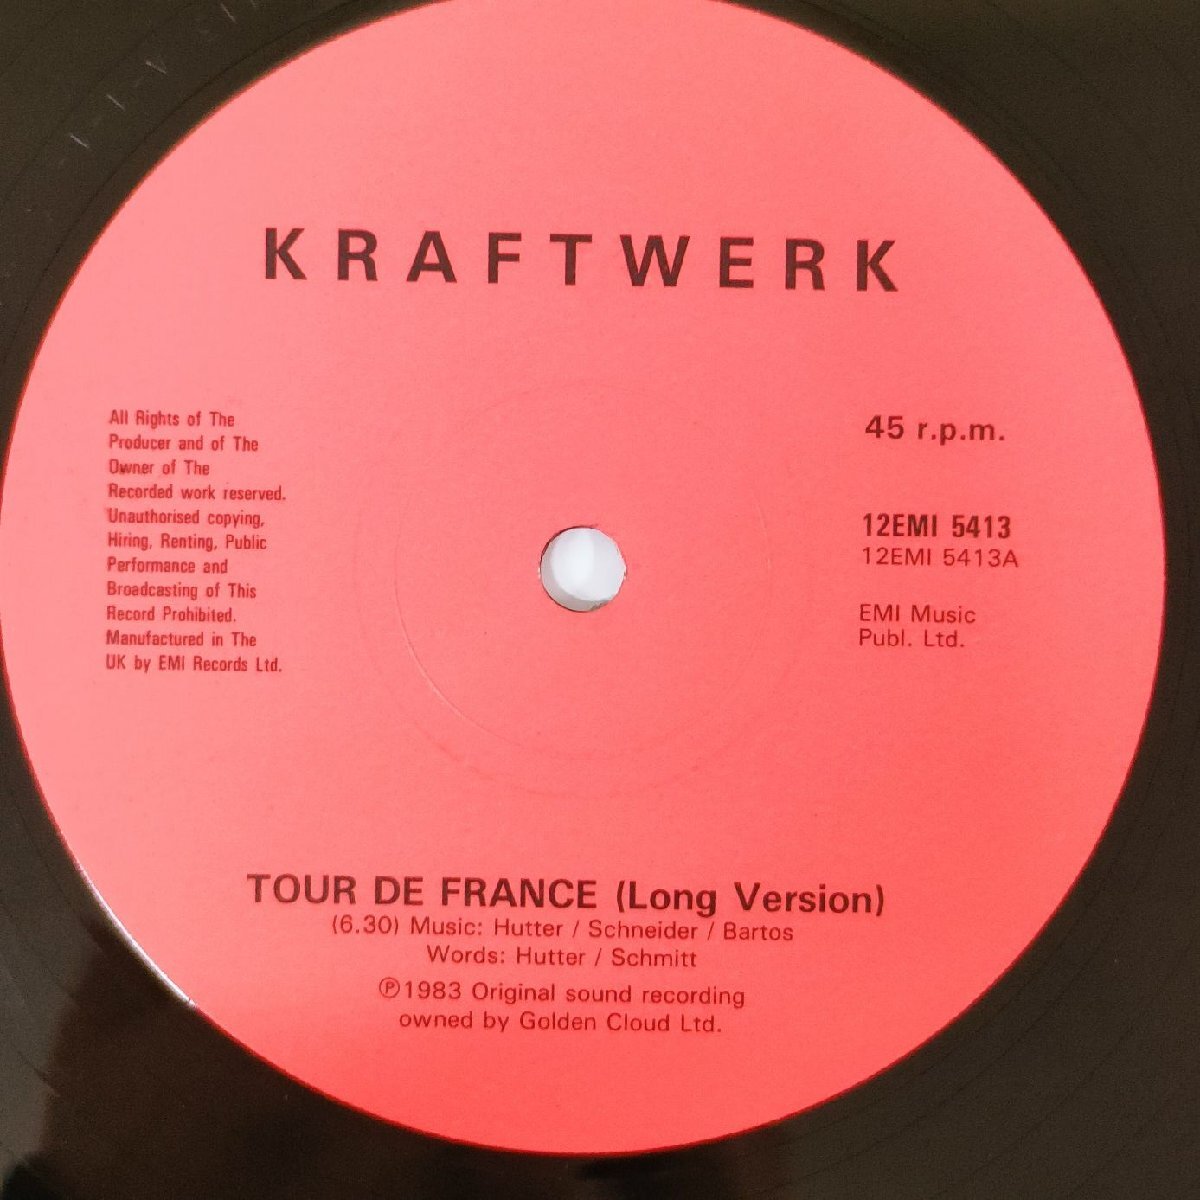 KRAFTWERK
All Rights of The
Producer and of The
Owner of The
Recorded work reserved.
Unauthorised copying,
Hiring, Renting, Public
Performance and
Broadcasting of This
Record Prohibited.
Manufactured in The
UK by EMI Records Ltd.
45 r.p.m.
12EMI 5413
12EMI 5413A
EMI Music
Publ. Ltd.
TOUR DE FRANCE (Long Version)
(6.30) Music: Hutter / Schneider / Bartos
Words: Hutter / Schmitt
℗1983 Original sound recording
owned by Golden Cloud Ltd.